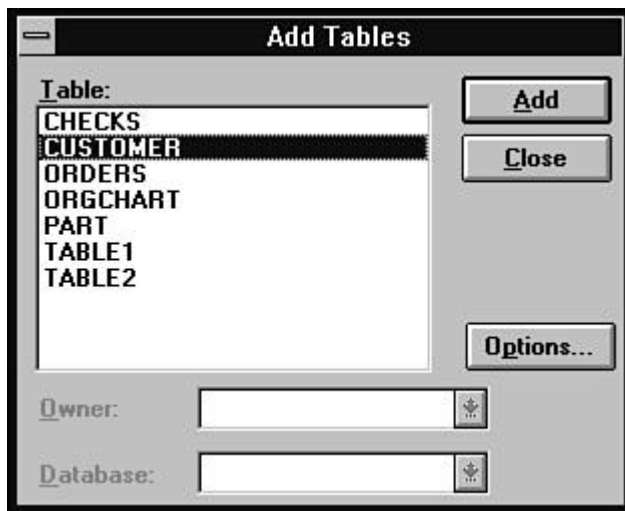 Add Tables
Table:
CHECKS
CUSTOMER
ORDERS
ORGCHART
PART
TABLE1
TABLE2
Add
Close
Options...
Owner:
Database: